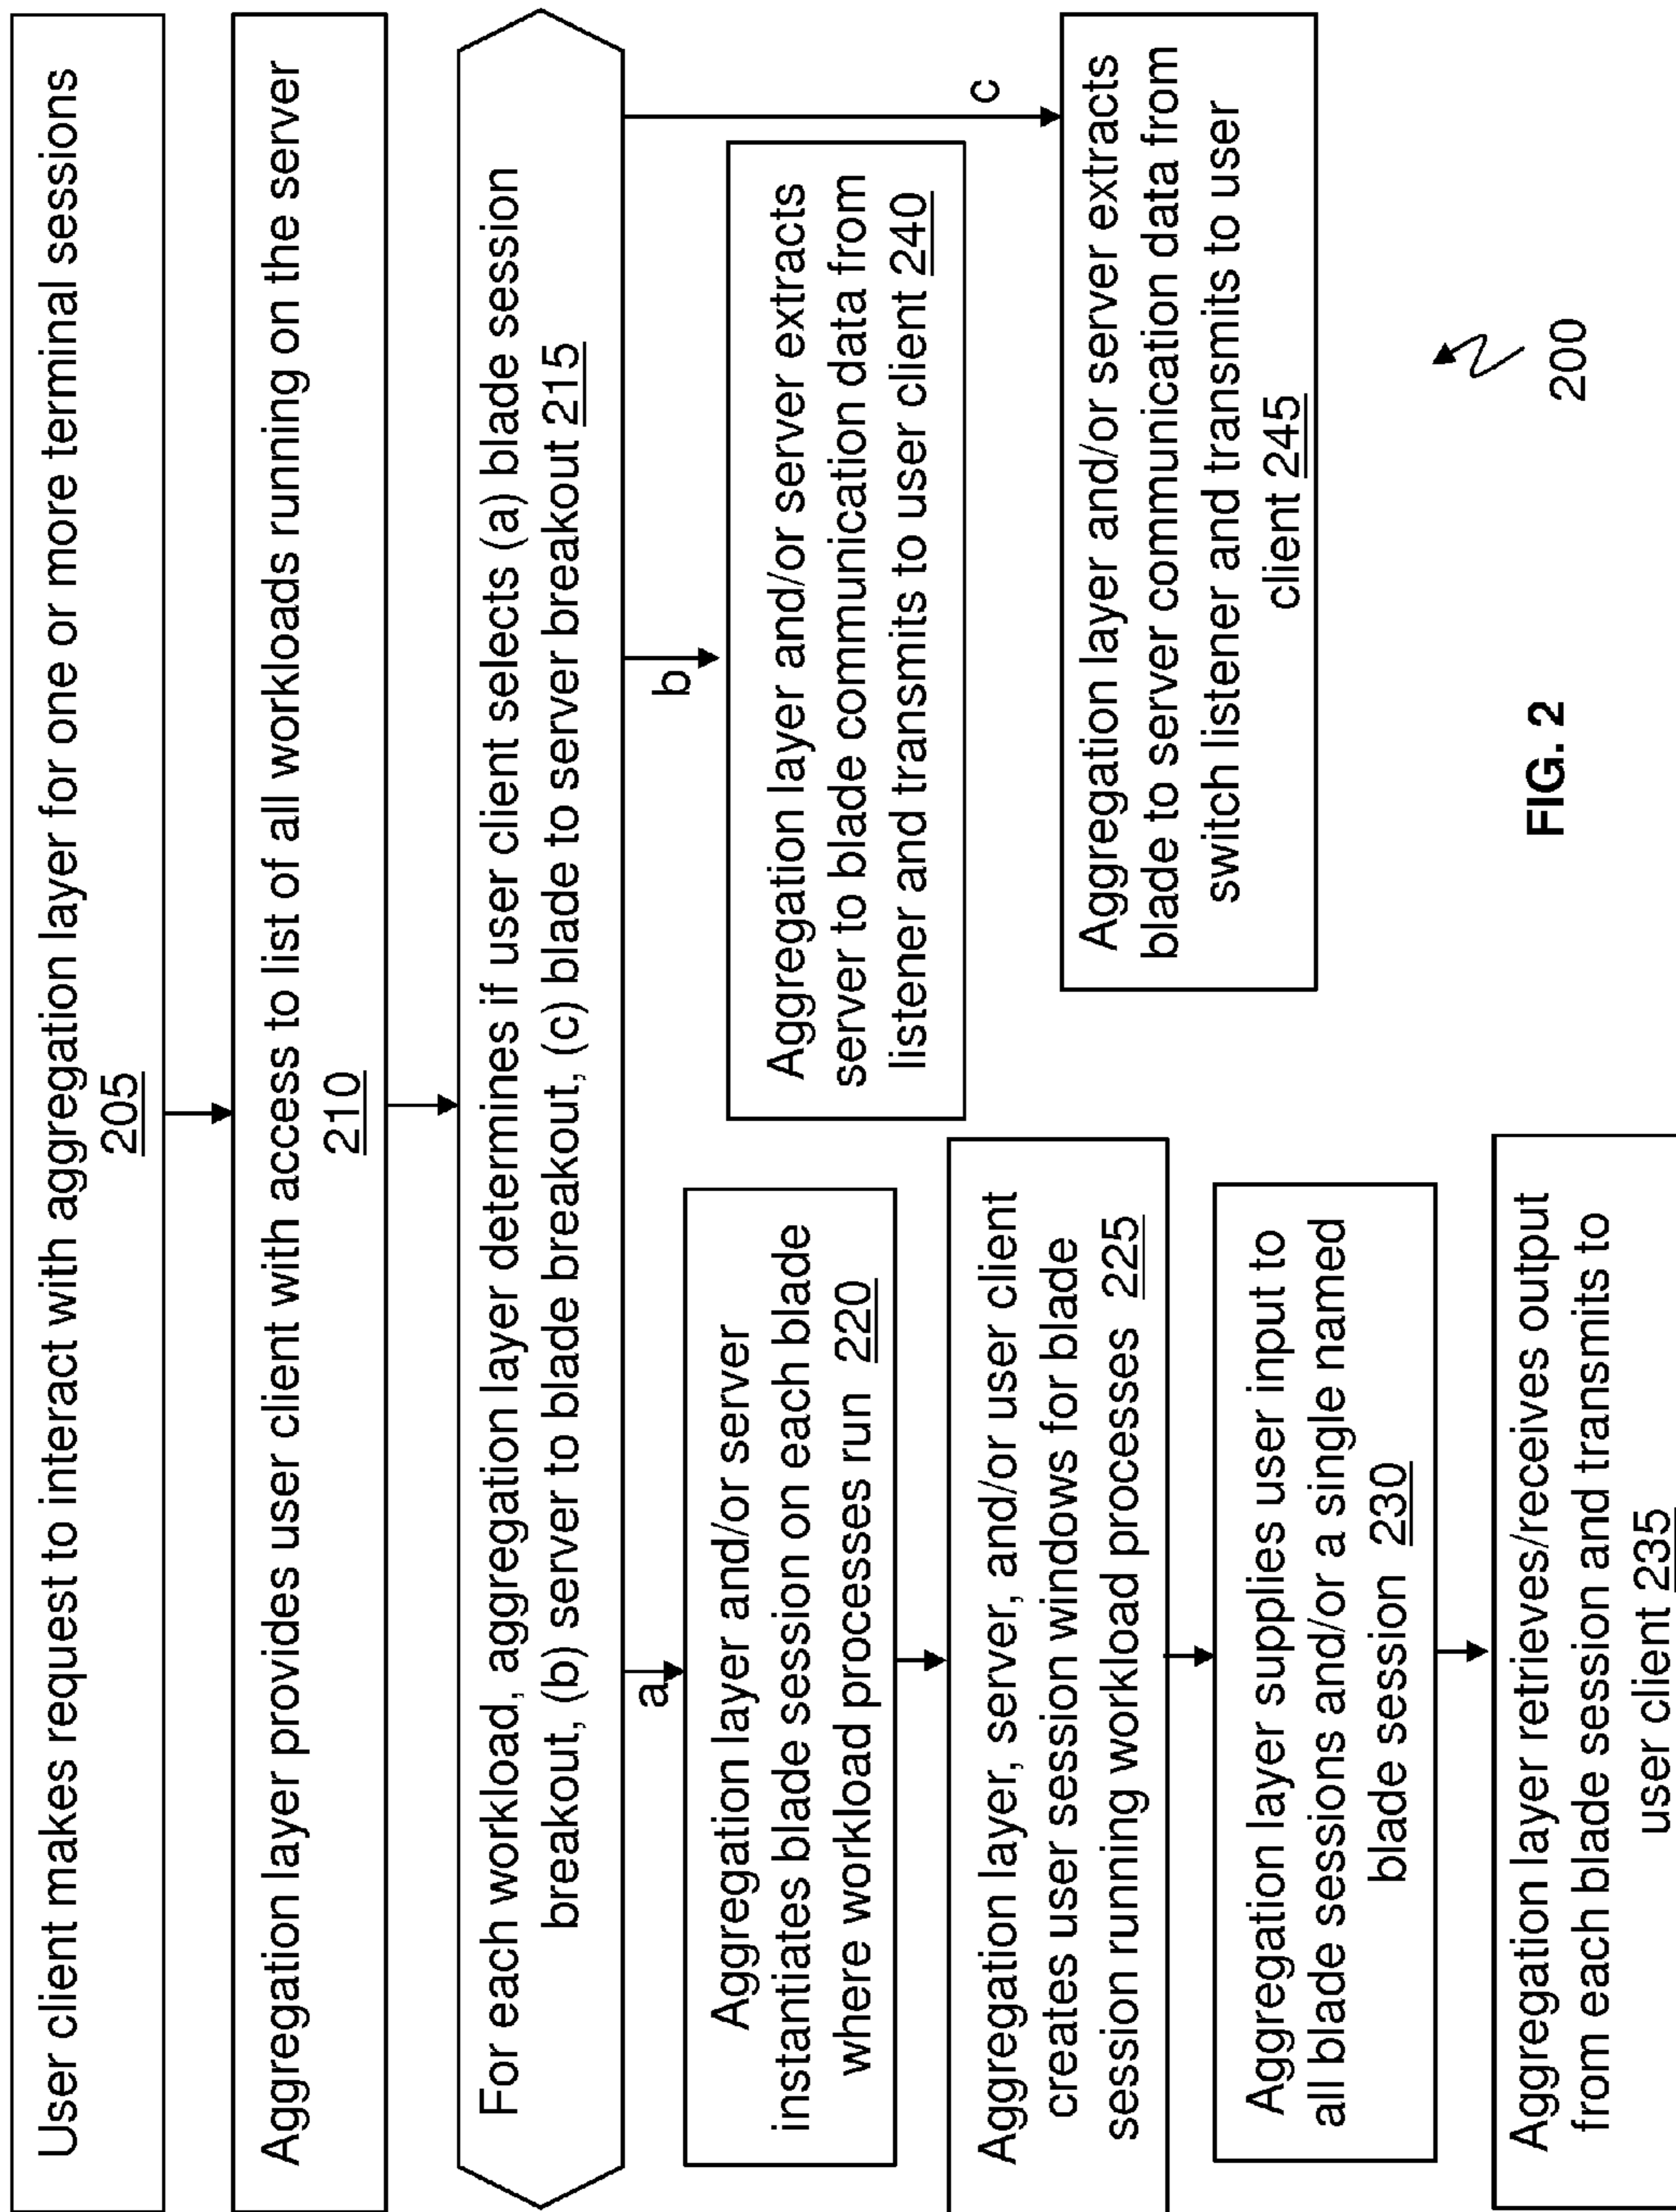 User client makes request to interact with aggregation layer for one or more terminal sessions
205
Aggregation layer provides user client with access to list of all workloads running on the server
210
For each workload, aggregation layer determines if user client selects (a) blade session
breakout, (b) server to blade breakout, (c) blade to server breakout 215
a
b
c
Aggregation layer and/or server
instantiates blade session on each blade
where workload processes run 220
Aggregation layer, server, and/or user client
creates user session windows for blade
session running workload processes 225
Aggregation layer supplies user input to
all blade sessions and/or a single named
blade session 230
Aggregation layer retrieves/receives output
from each blade session and transmits to
user client 235
Aggregation layer and/or server extracts
server to blade communication data from
listener and transmits to user client 240
Aggregation layer and/or server extracts
blade to server communication data from
switch listener and transmits to user
client 245
200
FIG. 2